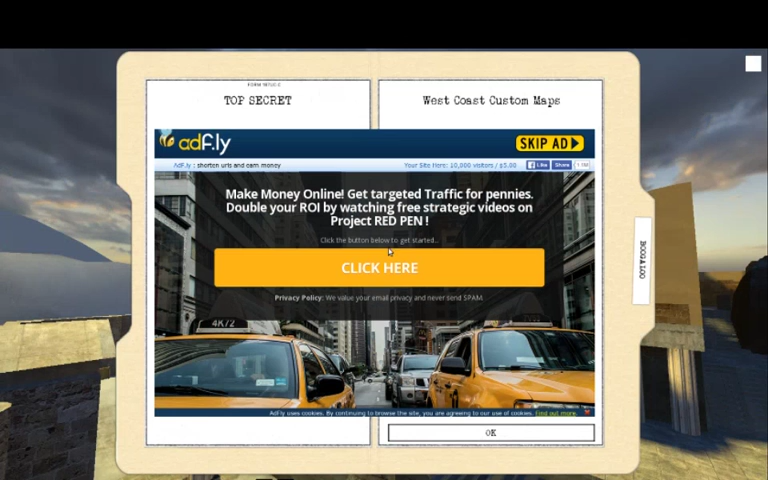 TOP SECRET
West Coast Custom Maps
adf.ly
SKIP AD
AdF.ly : shorten urls and earn money
Your Site Here: 10,000 visitors / $5.00
Like
Share
Make Money Online! Get targeted Traffic for pennies.
Double your ROI by watching free strategic videos on
Project RED PEN !
Click the button below to get started..
CLICK HERE
Privacy Policy: We value your email privacy and never send SPAM.
4K72
AdFly uses cookies. By continuing to browse the site, you are agreeing to our use of cookies. Find out more.
OK